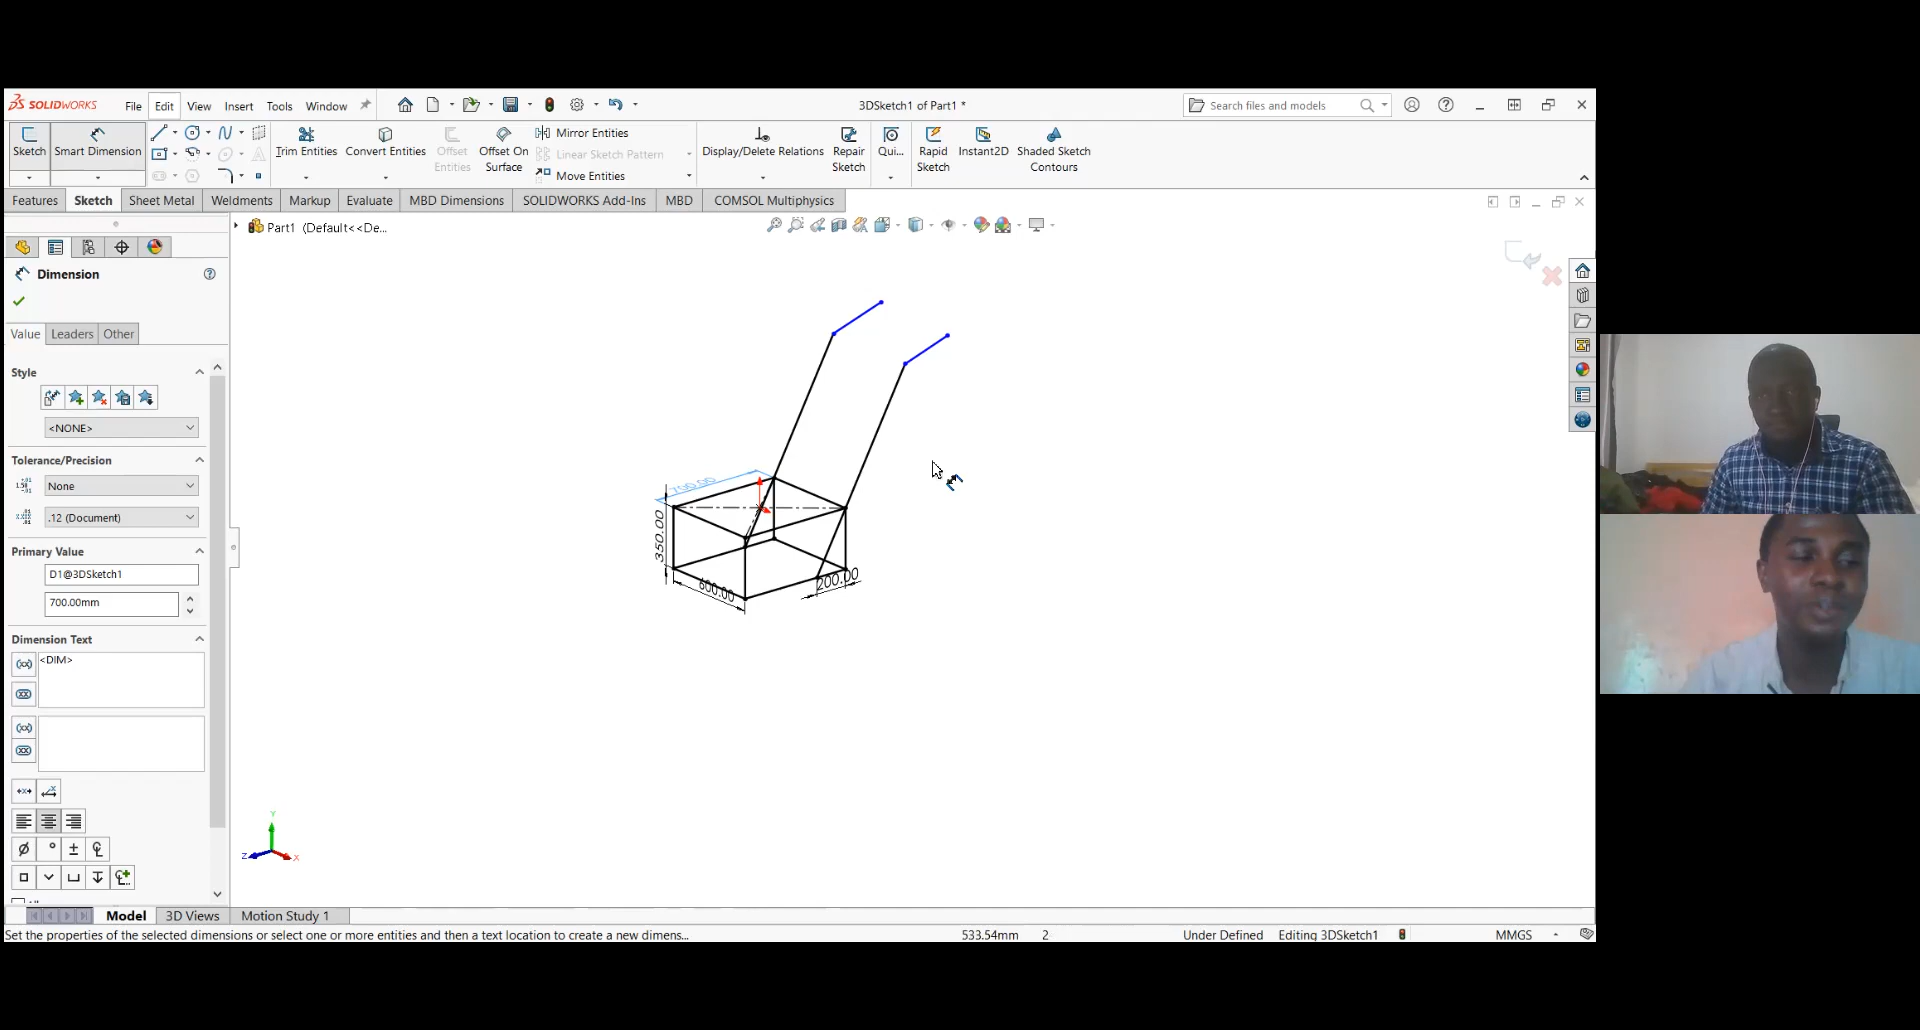 SOLIDWORKS
File Edit View Insert Tools Window
3DSketch1 of Part1 *
Search files and models
Sketch
Smart Dimension
Trim Entities
Convert Entities
Offset Entities
Offset On Surface
Mirror Entities
Linear Sketch Pattern
Move Entities
Display/Delete Relations
Repair Sketch
Qui...
Rapid Sketch
Instant2D
Shaded Sketch Contours
Features Sketch Sheet Metal Weldments Markup Evaluate MBD Dimensions SOLIDWORKS Add-Ins MBD COMSOL Multiphysics
Part1 (Default<<De...
Dimension
Value Leaders Other
Style
<NONE>
Tolerance/Precision
None
.12 (Document)
Primary Value
D1@3DSketch1
700.00mm
Dimension Text
<DIM>
700.00
350.00
600.00
200.00
Y
Z
X
Model 3D Views Motion Study 1
Set the properties of the selected dimensions or select one or more entities and then a text location to create a new dimens...
533.54mm
2
Under Defined
Editing 3DSketch1
MMGS